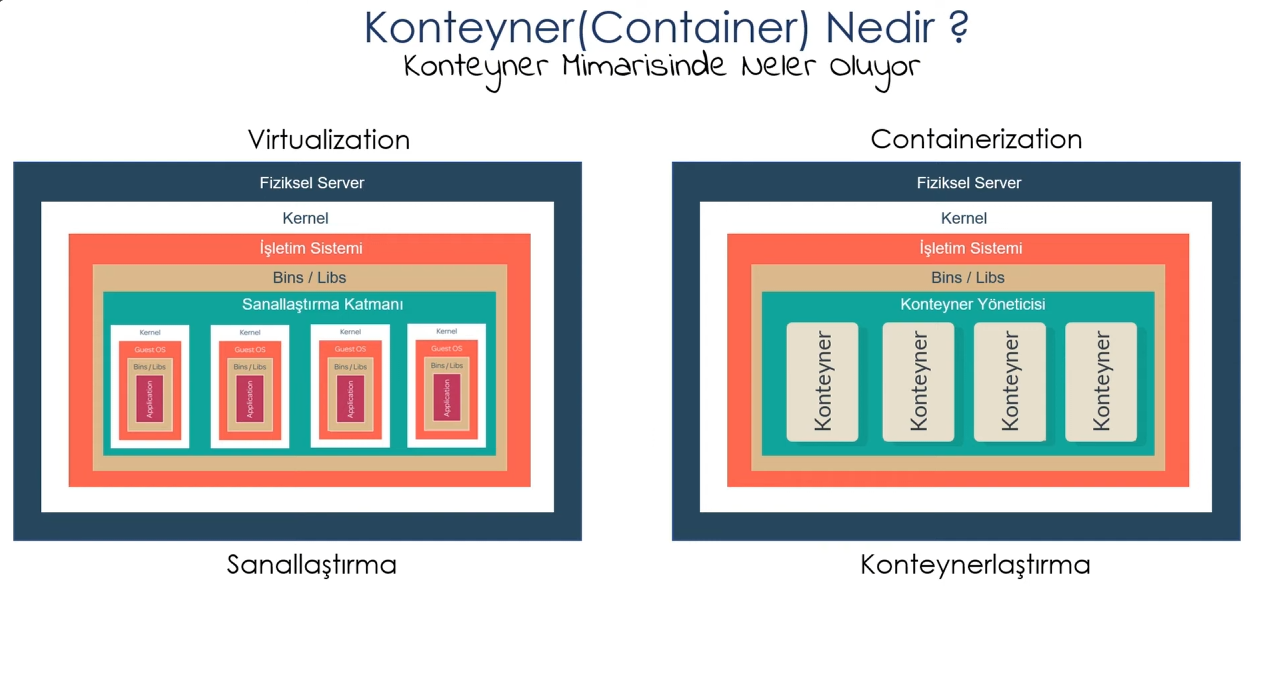 Konteyner(Container) Nedir ?
Konteyner Mimarisinde Neler Oluyor
Virtualization
Fiziksel Server
Kernel
İşletim Sistemi
Bins / Libs
Sanallaştırma Katmanı
Kernel
Guest OS
Bins / Libs
Application
Kernel
Guest OS
Bins / Libs
Application
Kernel
Guest OS
Bins / Libs
Application
Kernel
Guest OS
Bins / Libs
Application
Sanallaştırma
Containerization
Fiziksel Server
Kernel
İşletim Sistemi
Bins / Libs
Konteyner Yöneticisi
Konteyner
Konteyner
Konteyner
Konteyner
Konteynerlaştırma